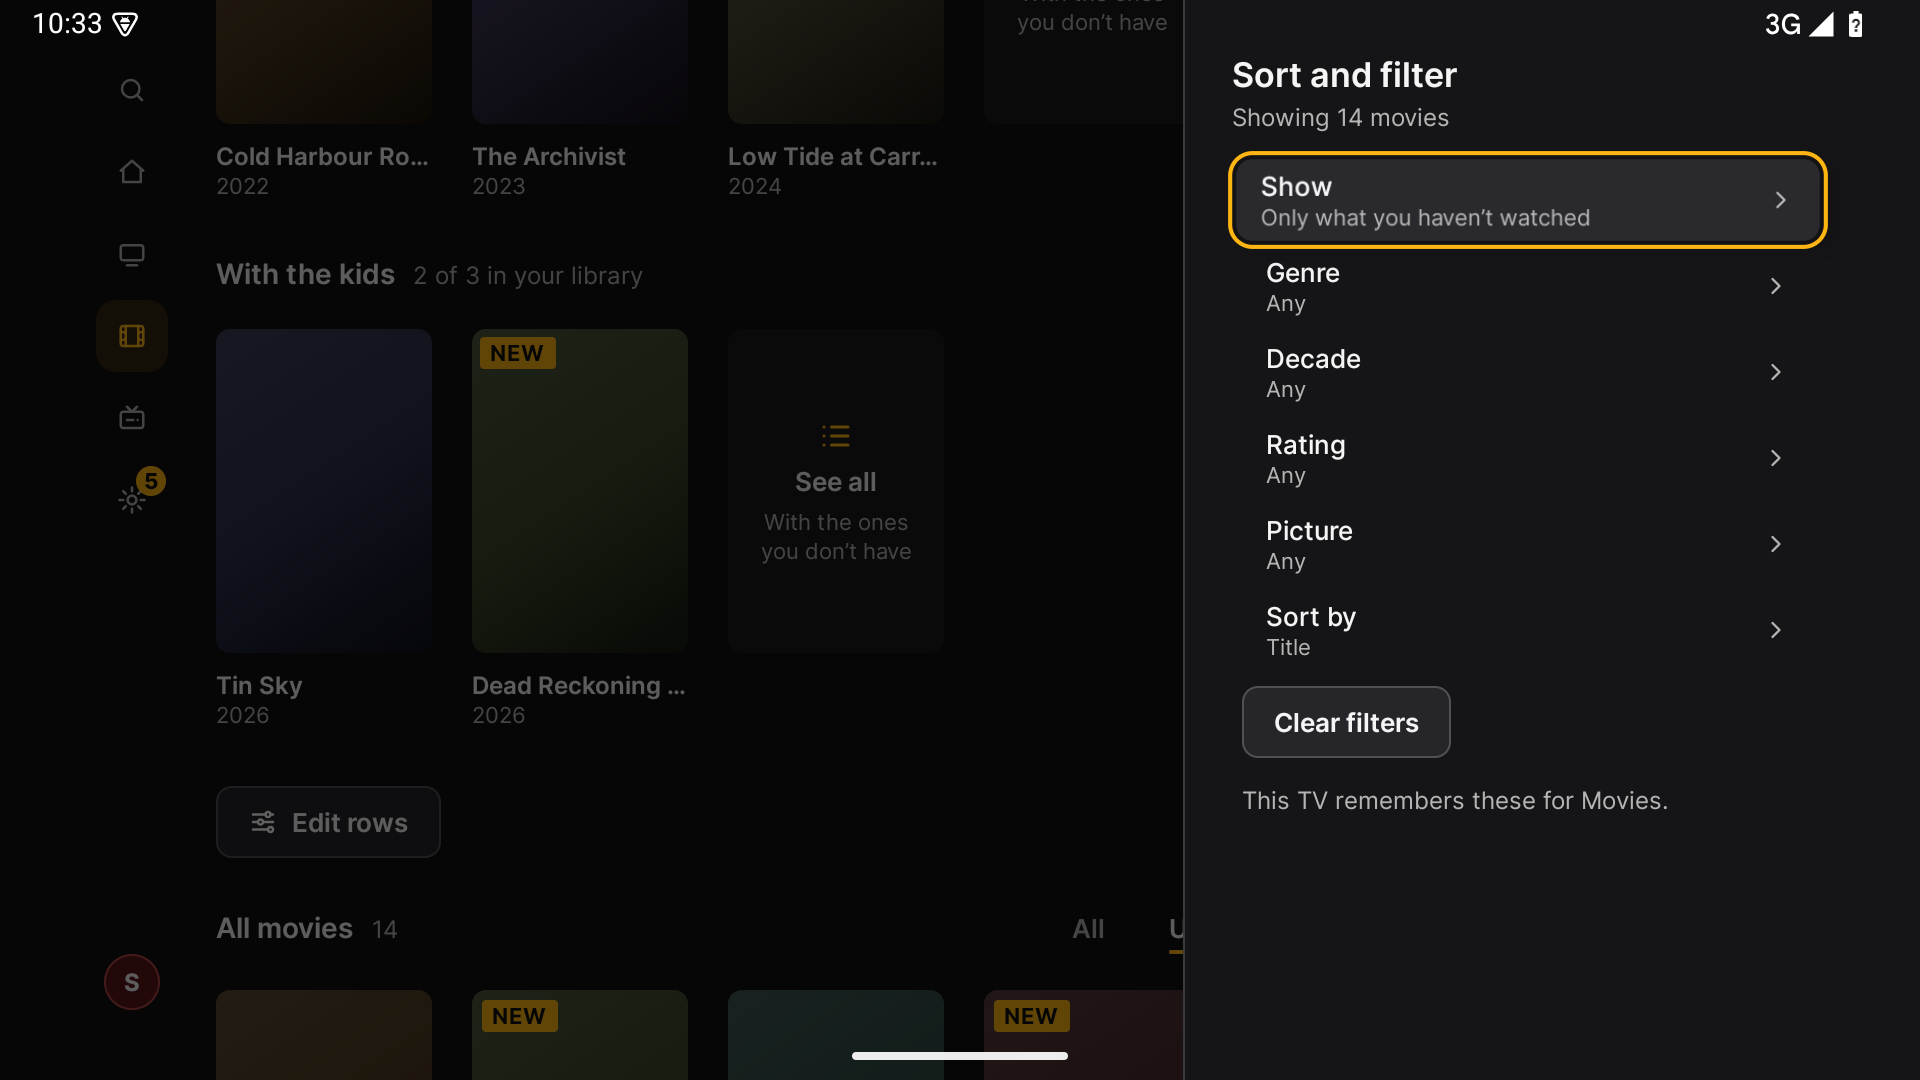 10:33
3G
you don’t have
Cold Harbour Ro...
2022
The Archivist
2023
Low Tide at Carr...
2024
With the kids 2 of 3 in your library
NEW
See all
With the ones
you don’t have
Tin Sky
2026
Dead Reckoning ...
2026
Edit rows
All movies 14
All
NEW
NEW
5
S
Sort and filter
Showing 14 movies
Show
Only what you haven’t watched
Genre
Any
Decade
Any
Rating
Any
Picture
Any
Sort by
Title
Clear filters
This TV remembers these for Movies.